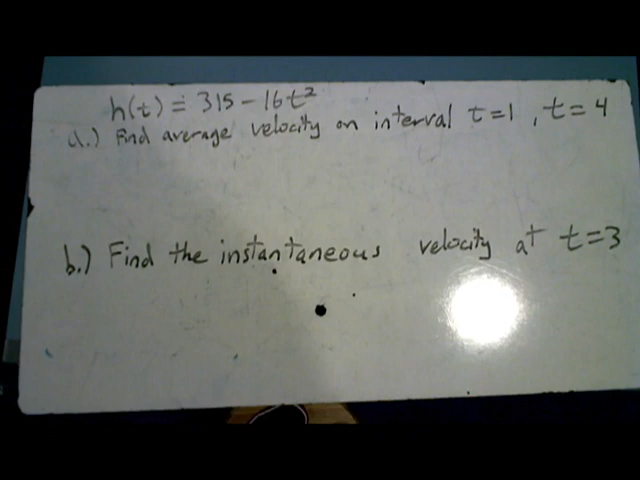 h(t) = 315 - 16t²
a.) Find average velocity on interval t=1, t=4
b.) Find the instantaneous velocity at t=3